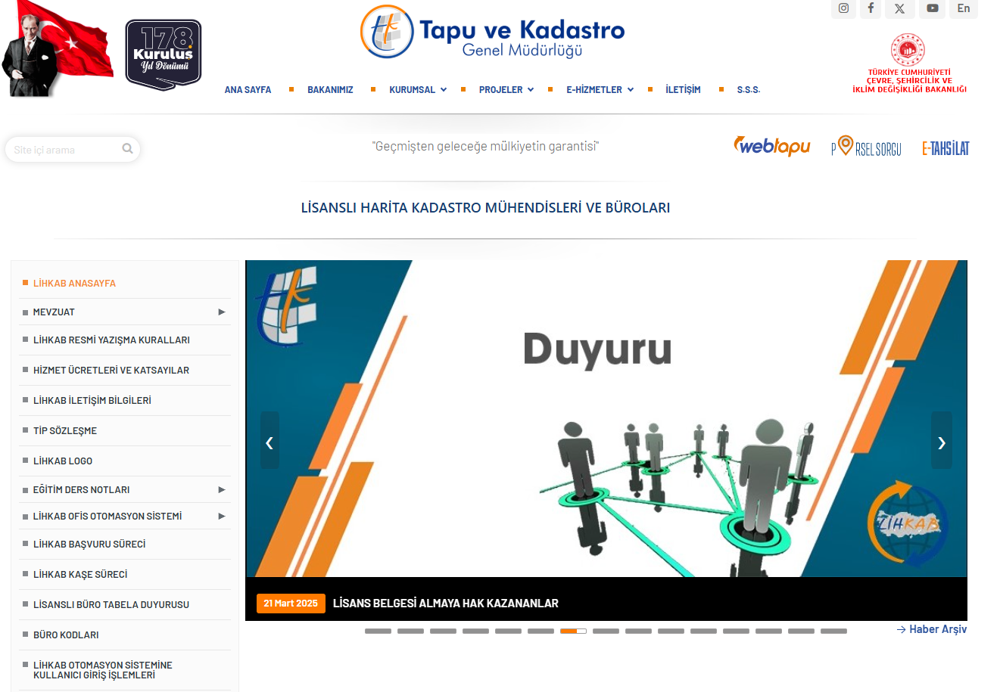 En
178.
Kuruluş
Yıl Dönümü
Tapu ve Kadastro
Genel Müdürlüğü
TÜRKİYE CUMHURİYETİ
ÇEVRE, ŞEHİRCİLİK VE
İKLİM DEĞİŞİKLİĞİ BAKANLIĞI
ANA SAYFA BAKANIMIZ KURUMSAL PROJELER E-HİZMETLER İLETİŞİM S.S.S.
Site içi arama
"Geçmişten geleceğe mülkiyetin garantisi"
webtapu PARSEL SORGU E-TAHSİLAT
LİSANSLI HARİTA KADASTRO MÜHENDİSLERİ VE BÜROLARI
LİHKAB ANASAYFA
MEVZUAT
LİHKAB RESMİ YAZIŞMA KURALLARI
HİZMET ÜCRETLERİ VE KATSAYILAR
LİHKAB İLETİŞİM BİLGİLERİ
TİP SÖZLEŞME
LİHKAB LOGO
EĞİTİM DERS NOTLARI
LİHKAB OFİS OTOMASYON SİSTEMİ
LİHKAB BAŞVURU SÜRECİ
LİHKAB KAŞE SÜRECİ
LİSANSLI BÜRO TABELA DUYURUSU
BÜRO KODLARI
LİHKAB OTOMASYON SİSTEMİNE
KULLANICI GİRİŞ İŞLEMLERİ
tk
Duyuru
LİHKAB
21 Mart 2025 LİSANS BELGESİ ALMAYA HAK KAZANANLAR
Haber Arşiv